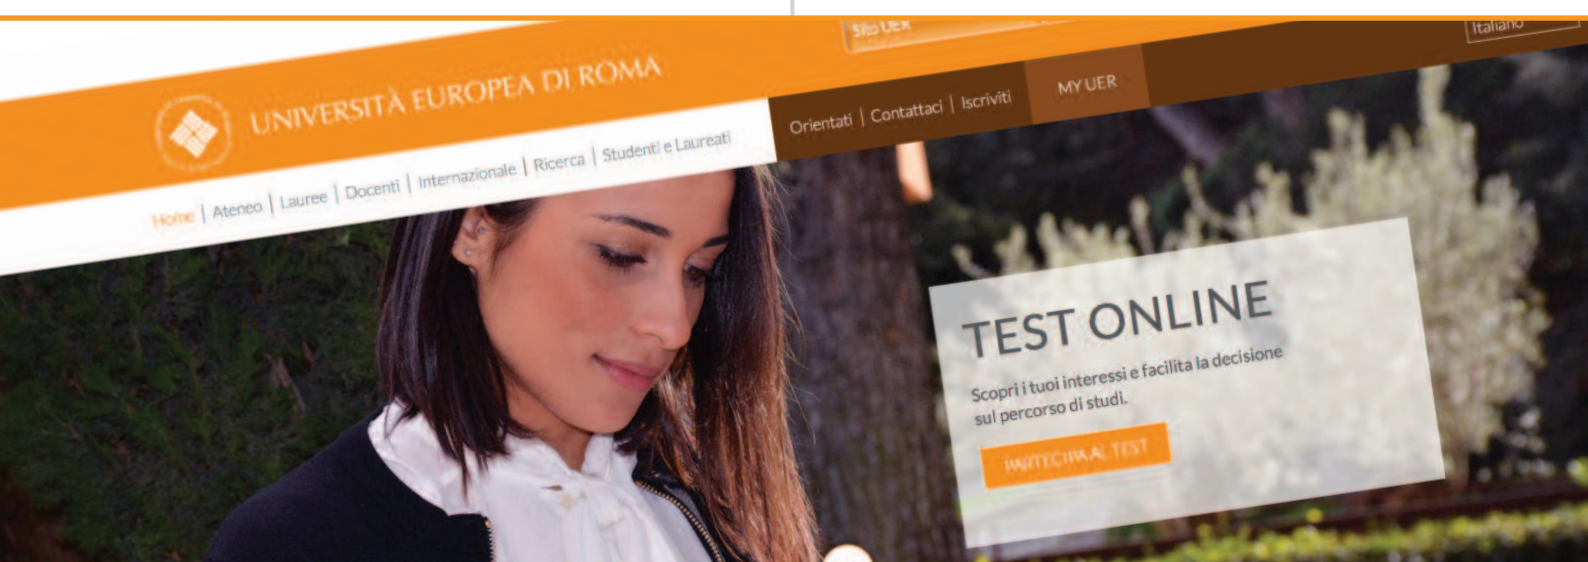 Sito UER
Italiano
UNIVERSITÀ EUROPEA DI ROMA
Orientati | Contattaci | Iscriviti
MY UER
Home | Ateneo | Lauree | Docenti | Internazionale | Ricerca | Studenti e Laureati
TEST ONLINE
Scopri i tuoi interessi e facilita la decisione
sul percorso di studi.
PARTECIPA AL TEST